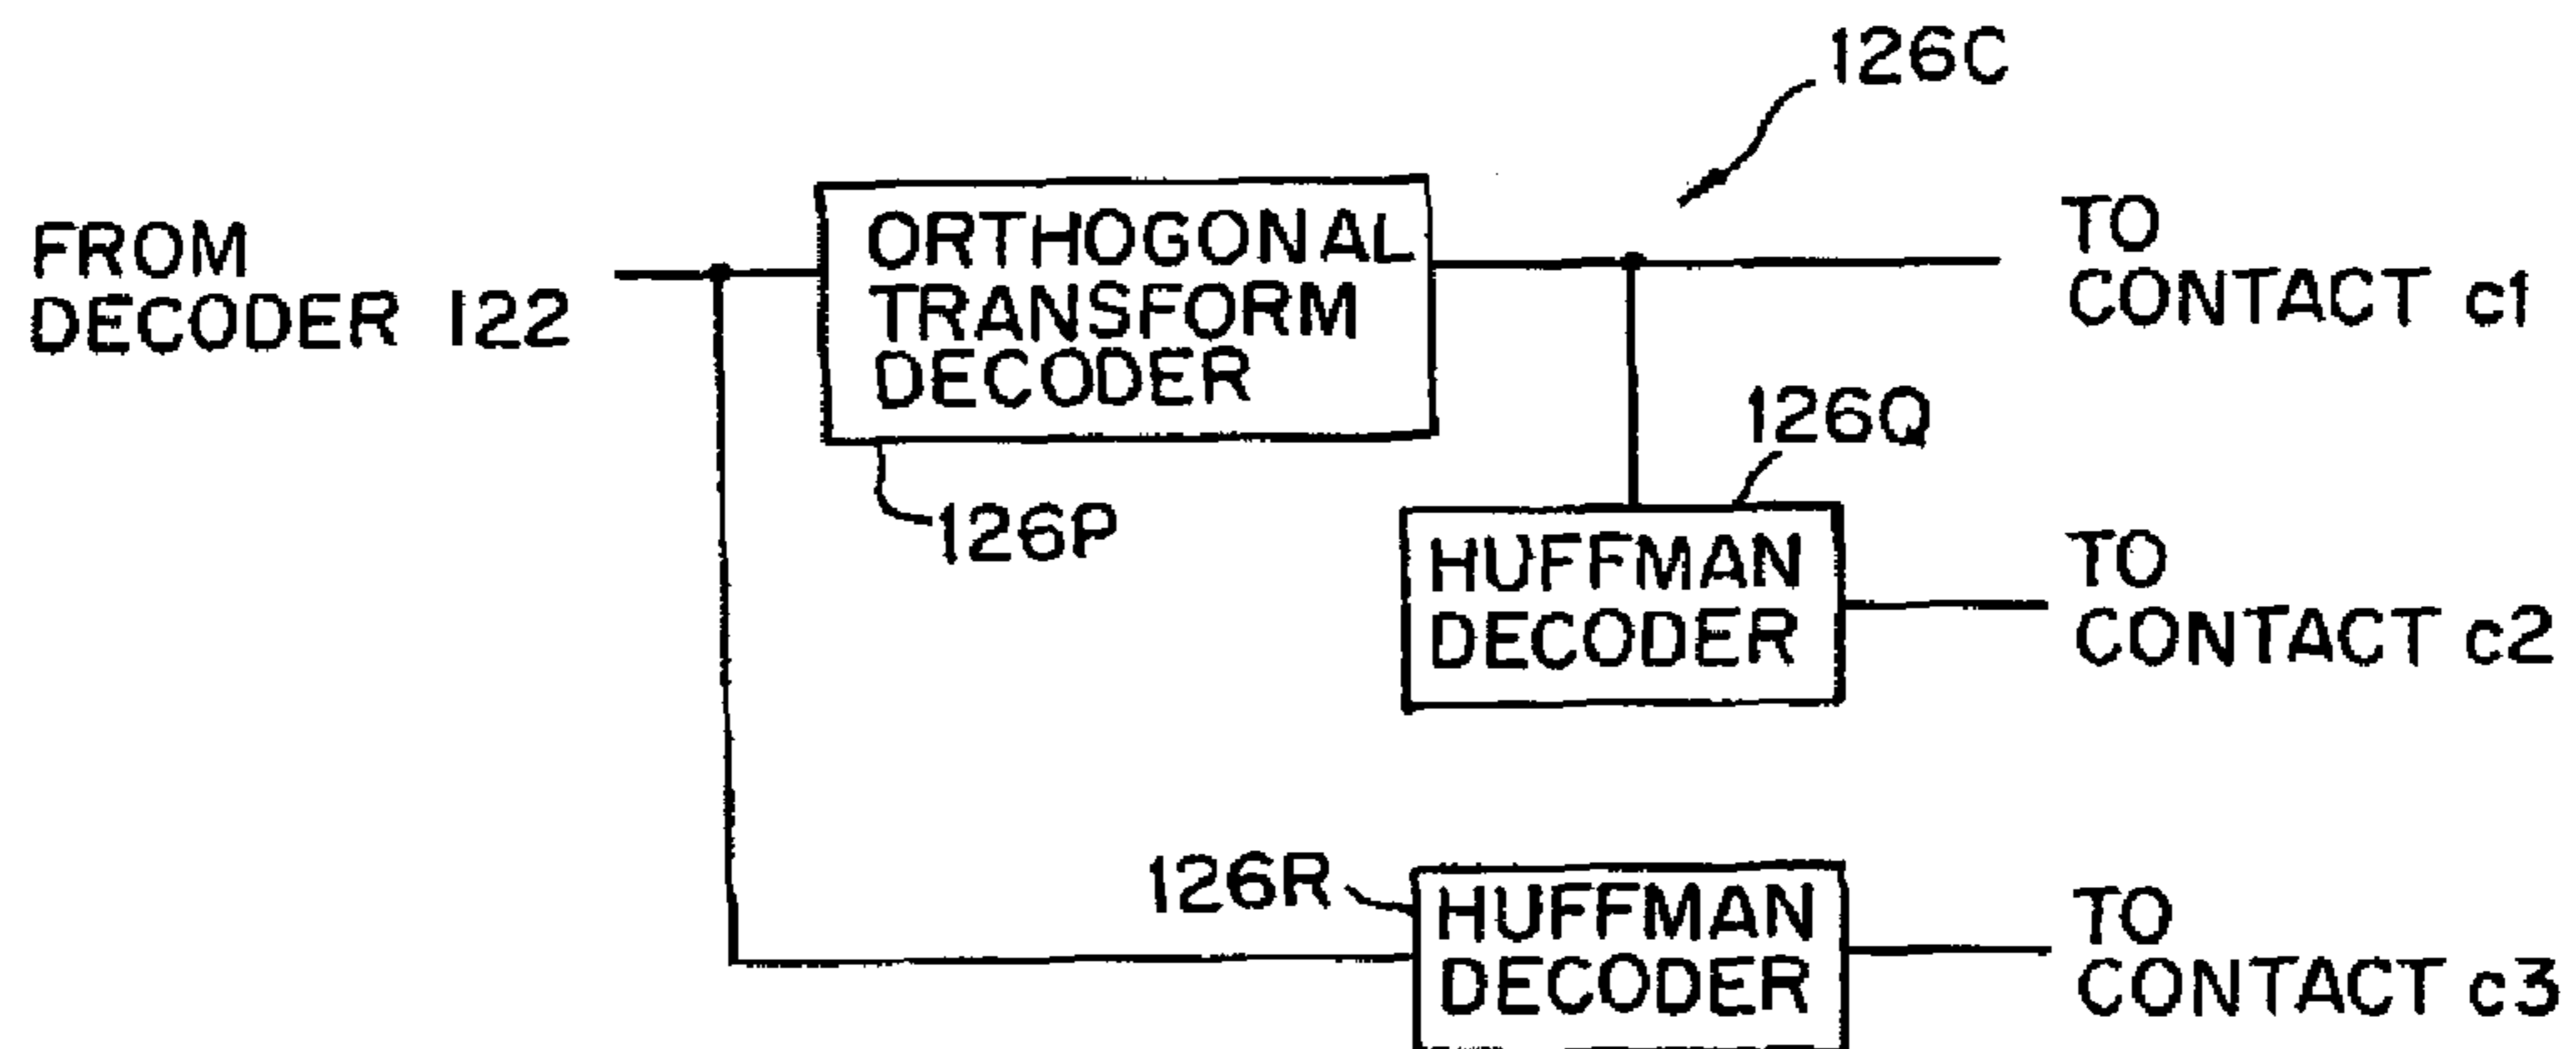 126C
FROM
DECODER 122
ORTHOGONAL
TRANSFORM
DECODER
TO
CONTACT c1
126P
126Q
HUFFMAN
DECODER
TO
CONTACT c2
126R
HUFFMAN
DECODER
TO
CONTACT c3